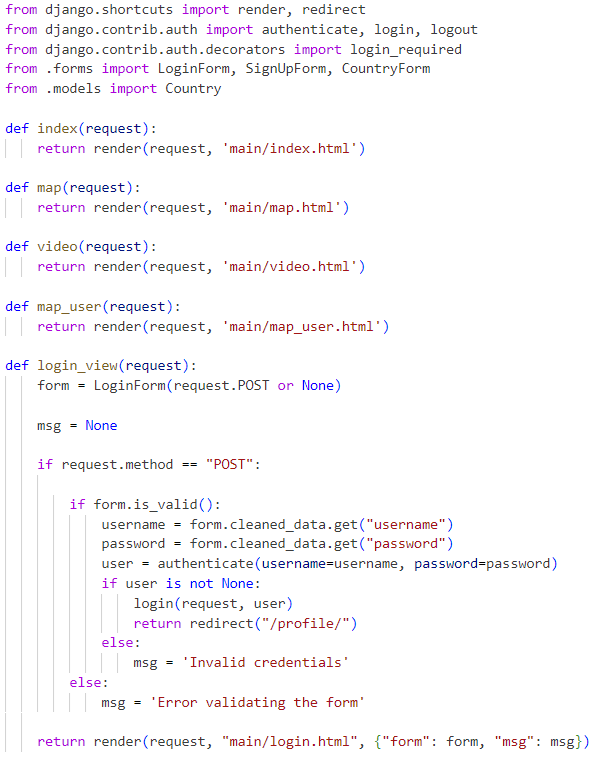 from django.shortcuts import render, redirect
from django.contrib.auth import authenticate, login, logout
from django.contrib.auth.decorators import login_required
from .forms import LoginForm, SignUpForm, CountryForm
from .models import Country
def index(request):
    return render(request, 'main/index.html')
def map(request):
    return render(request, 'main/map.html')
def video(request):
    return render(request, 'main/video.html')
def map_user(request):
    return render(request, 'main/map_user.html')
def login_view(request):
    form = LoginForm(request.POST or None)
    msg = None
    if request.method == "POST":
        if form.is_valid():
            username = form.cleaned_data.get("username")
            password = form.cleaned_data.get("password")
            user = authenticate(username=username, password=password)
            if user is not None:
                login(request, user)
                return redirect("/profile/")
            else:
                msg = 'Invalid credentials'
        else:
            msg = 'Error validating the form'
    return render(request, "main/login.html", {"form": form, "msg": msg})